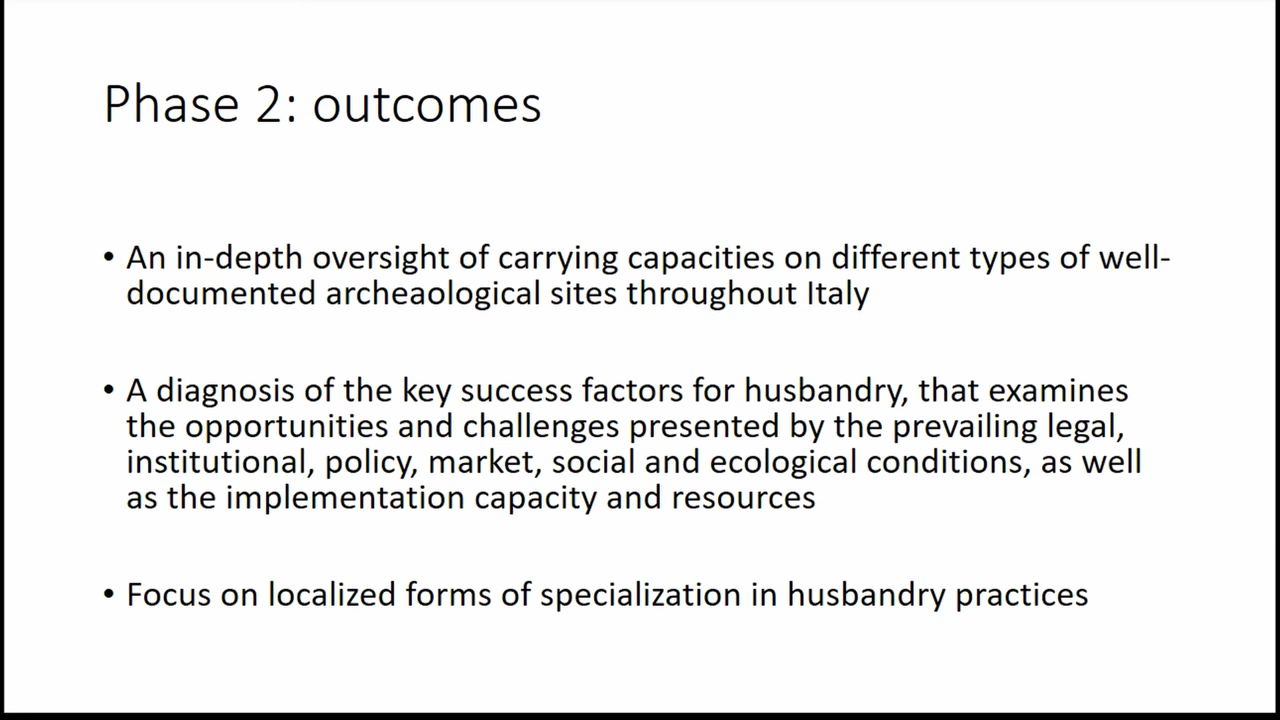 Phase 2: outcomes
• An in-depth oversight of carrying capacities on different types of well-
documented archeaological sites throughout Italy
• A diagnosis of the key success factors for husbandry, that examines
the opportunities and challenges presented by the prevailing legal,
institutional, policy, market, social and ecological conditions, as well
as the implementation capacity and resources
• Focus on localized forms of specialization in husbandry practices